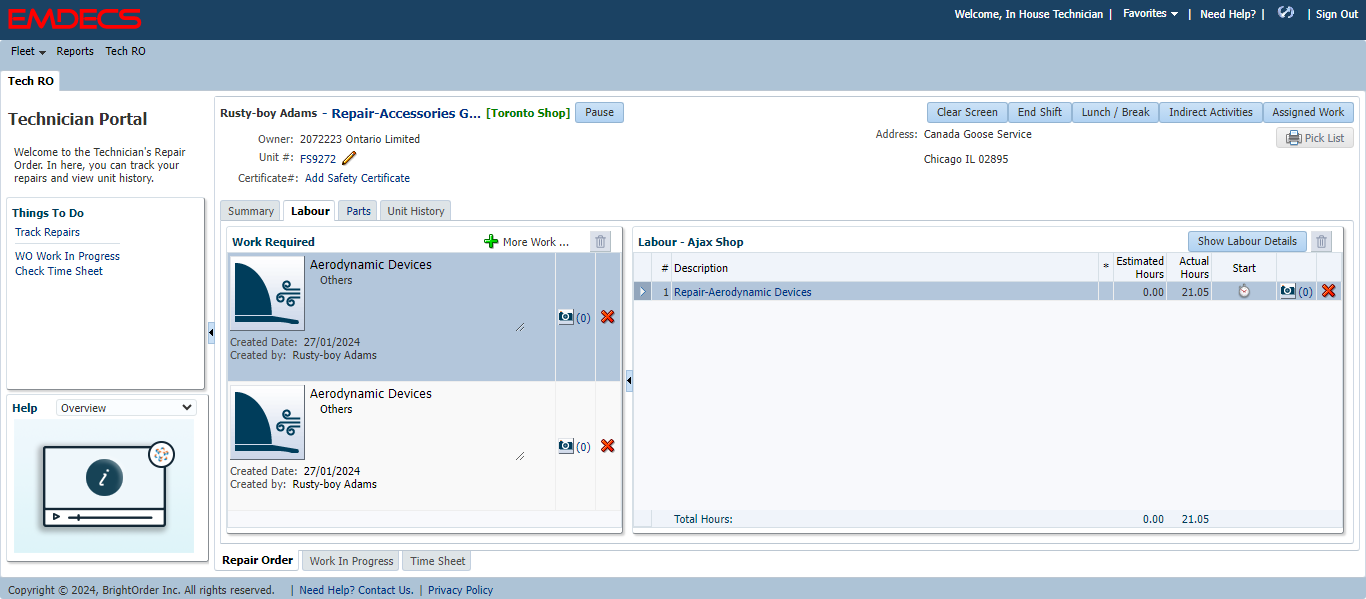 EMDECS
Welcome, In House Technician | Favorites | Need Help? | | Sign Out
Fleet Reports Tech RO
Tech RO
Technician Portal
Welcome to the Technician's Repair
Order. In here, you can track your
repairs and view unit history.
Things To Do
Track Repairs
WO Work In Progress
Check Time Sheet
Help Overview
i
Rusty-boy Adams - Repair-Accessories G... [Toronto Shop] Pause
Clear Screen End Shift Lunch / Break Indirect Activities Assigned Work
Owner: 2072223 Ontario Limited
Unit #: FS9272
Certificate#: Add Safety Certificate
Address: Canada Goose Service
Chicago IL 02895
Pick List
Summary Labour Parts Unit History
Work Required More Work ...
Aerodynamic Devices
Others
(0)
Created Date: 27/01/2024
Created by: Rusty-boy Adams
Aerodynamic Devices
Others
(0)
Created Date: 27/01/2024
Created by: Rusty-boy Adams
Labour - Ajax Shop Show Labour Details
# Description * Estimated Hours Actual Hours Start
1 Repair-Aerodynamic Devices 0.00 21.05 (0)
Total Hours: 0.00 21.05
Repair Order Work In Progress Time Sheet
Copyright © 2024, BrightOrder Inc. All rights reserved. | Need Help? Contact Us. | Privacy Policy